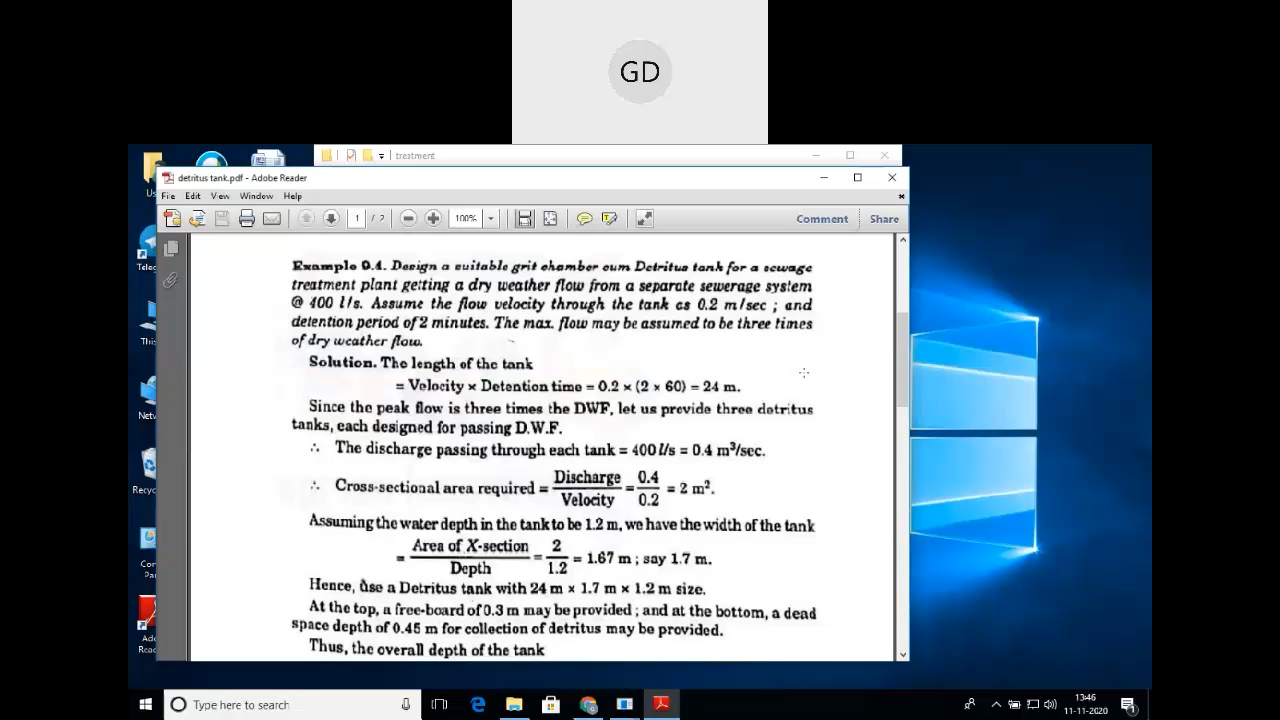 GD
treatment
detritus tank.pdf - Adobe Reader
File Edit View Window Help
1 / 2 100% Comment Share
Example 9.4. Design a suitable grit chamber cum Detritus tank for a sewage
treatment plant getting a dry weather flow from a separate sewerage system
@ 400 l/s. Assume the flow velocity through the tank as 0.2 m/sec ; and
detention period of 2 minutes. The max. flow may be assumed to be three times
of dry weather flow.
Solution. The length of the tank
= Velocity × Detention time = 0.2 × (2 × 60) = 24 m.
Since the peak flow is three times the DWF, let us provide three detritus
tanks, each designed for passing D.W.F.
∴ The discharge passing through each tank = 400 l/s = 0.4 m³/sec.
∴ Cross-sectional area required = Discharge / Velocity = 0.4 / 0.2 = 2 m².
Assuming the water depth in the tank to be 1.2 m, we have the width of the tank
= Area of X-section / Depth = 2 / 1.2 = 1.67 m ; say 1.7 m.
Hence, use a Detritus tank with 24 m × 1.7 m × 1.2 m size.
At the top, a free-board of 0.3 m may be provided ; and at the bottom, a dead
space depth of 0.45 m for collection of detritus may be provided.
Thus, the overall depth of the tank
Us
Teleg
This
Netw
Recyc
Con
Pa
Ado
Read
Type here to search
13:46
11-11-2020
1